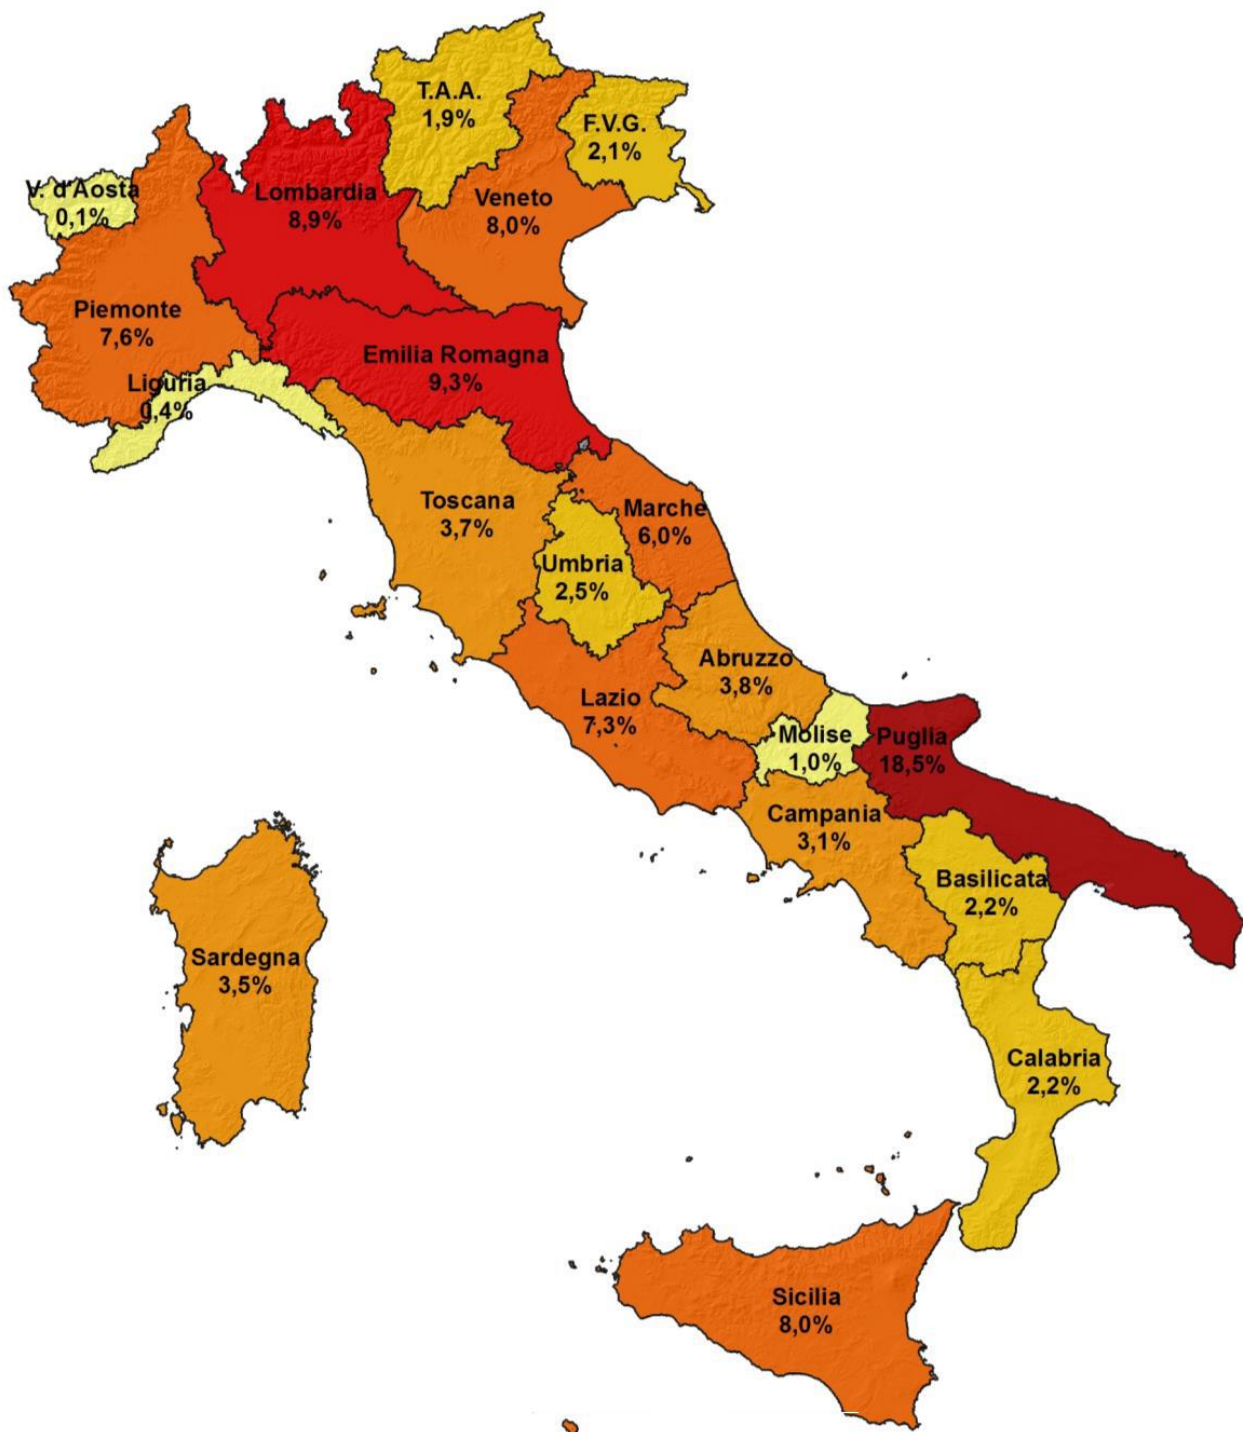 T.A.A.
1,9%
F.V.G.
2,1%
V. d'Aosta
0,1%
Lombardia
8,9%
Veneto
8,0%
Piemonte
7,6%
Emilia Romagna
9,3%
Liguria
0,4%
Toscana
3,7%
Marche
6,0%
Umbria
2,5%
Abruzzo
3,8%
Lazio
7,3%
Molise
1,0%
Puglia
18,5%
Campania
3,1%
Basilicata
2,2%
Sardegna
3,5%
Calabria
2,2%
Sicilia
8,0%